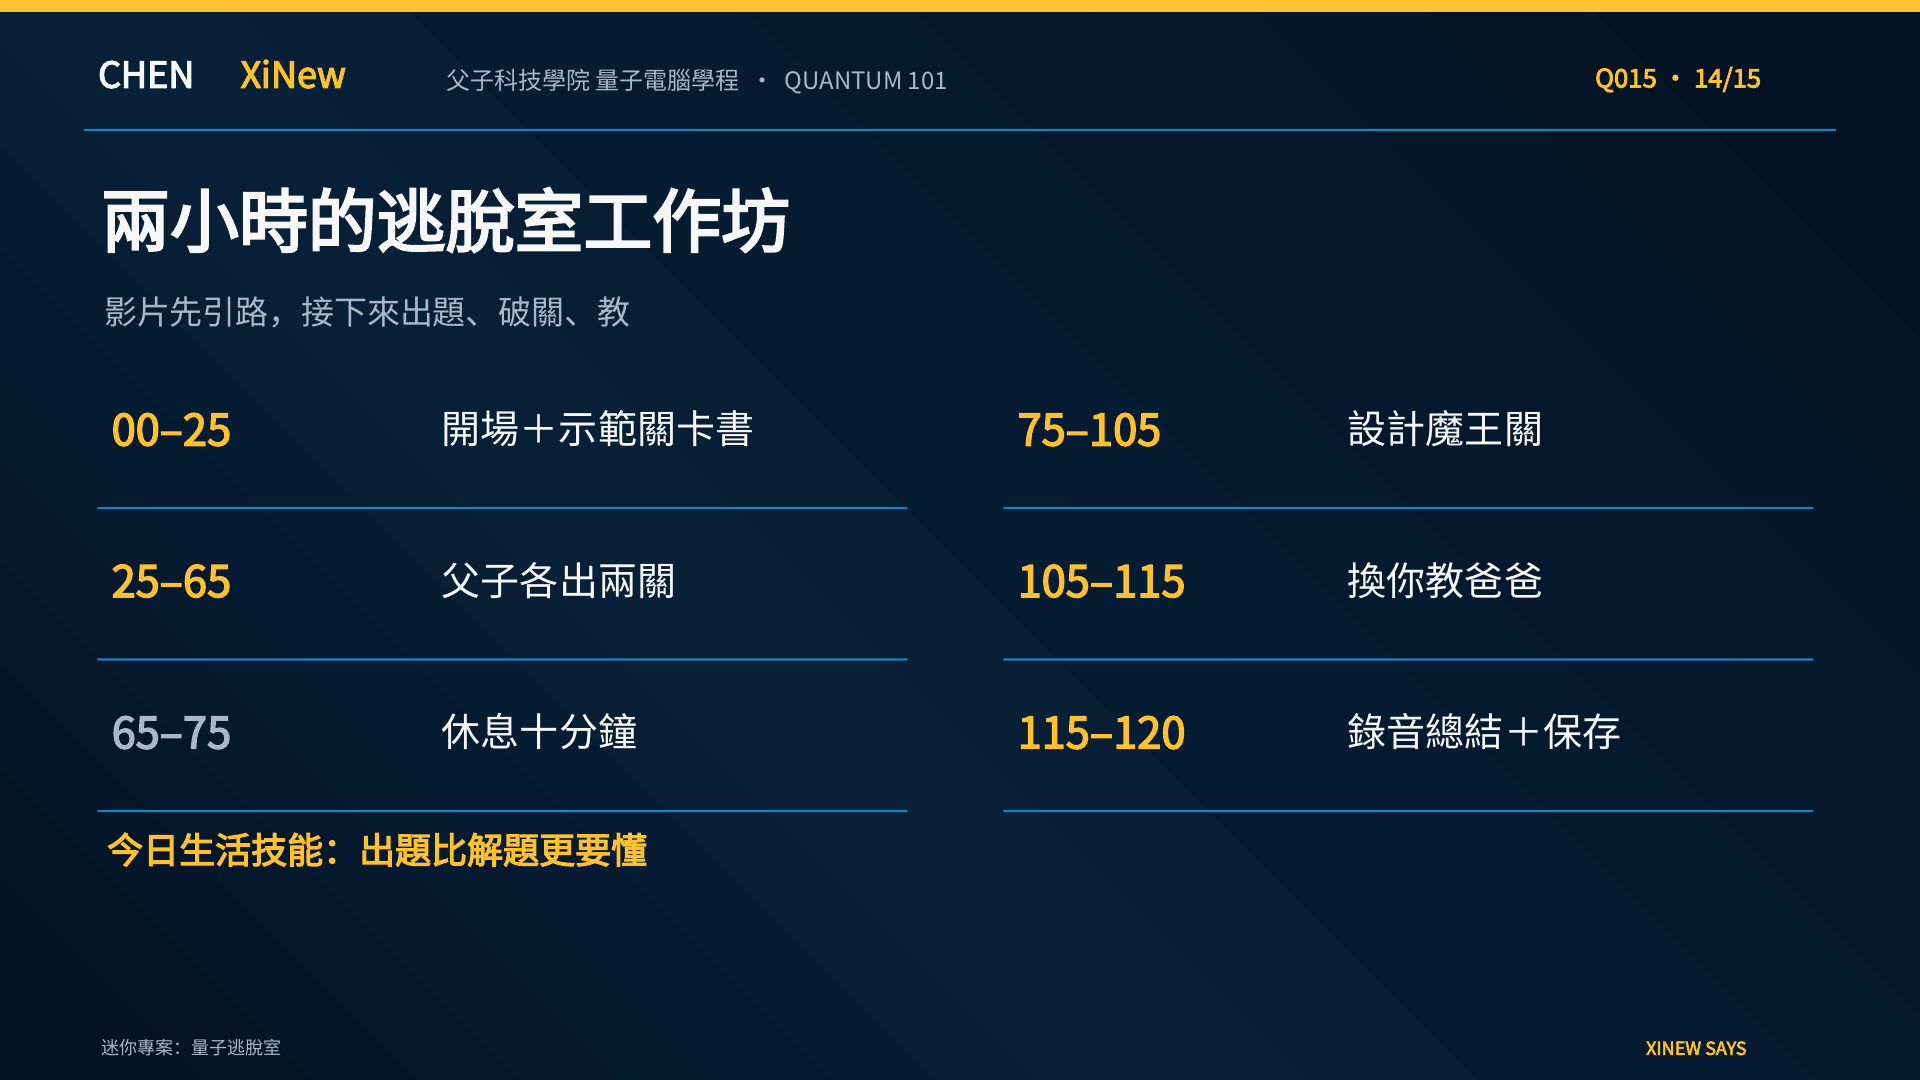 CHEN XiNew 父子科技學院 量子電腦學程 · QUANTUM 101 Q015 · 14/15
兩小時的逃脫室工作坊
影片先引路，接下來出題、破關、教
00–25 開場＋示範關卡書
25–65 父子各出兩關
65–75 休息十分鐘
75–105 設計魔王關
105–115 換你教爸爸
115–120 錄音總結＋保存
今日生活技能：出題比解題更要懂
迷你專案：量子逃脫室
XINEW SAYS